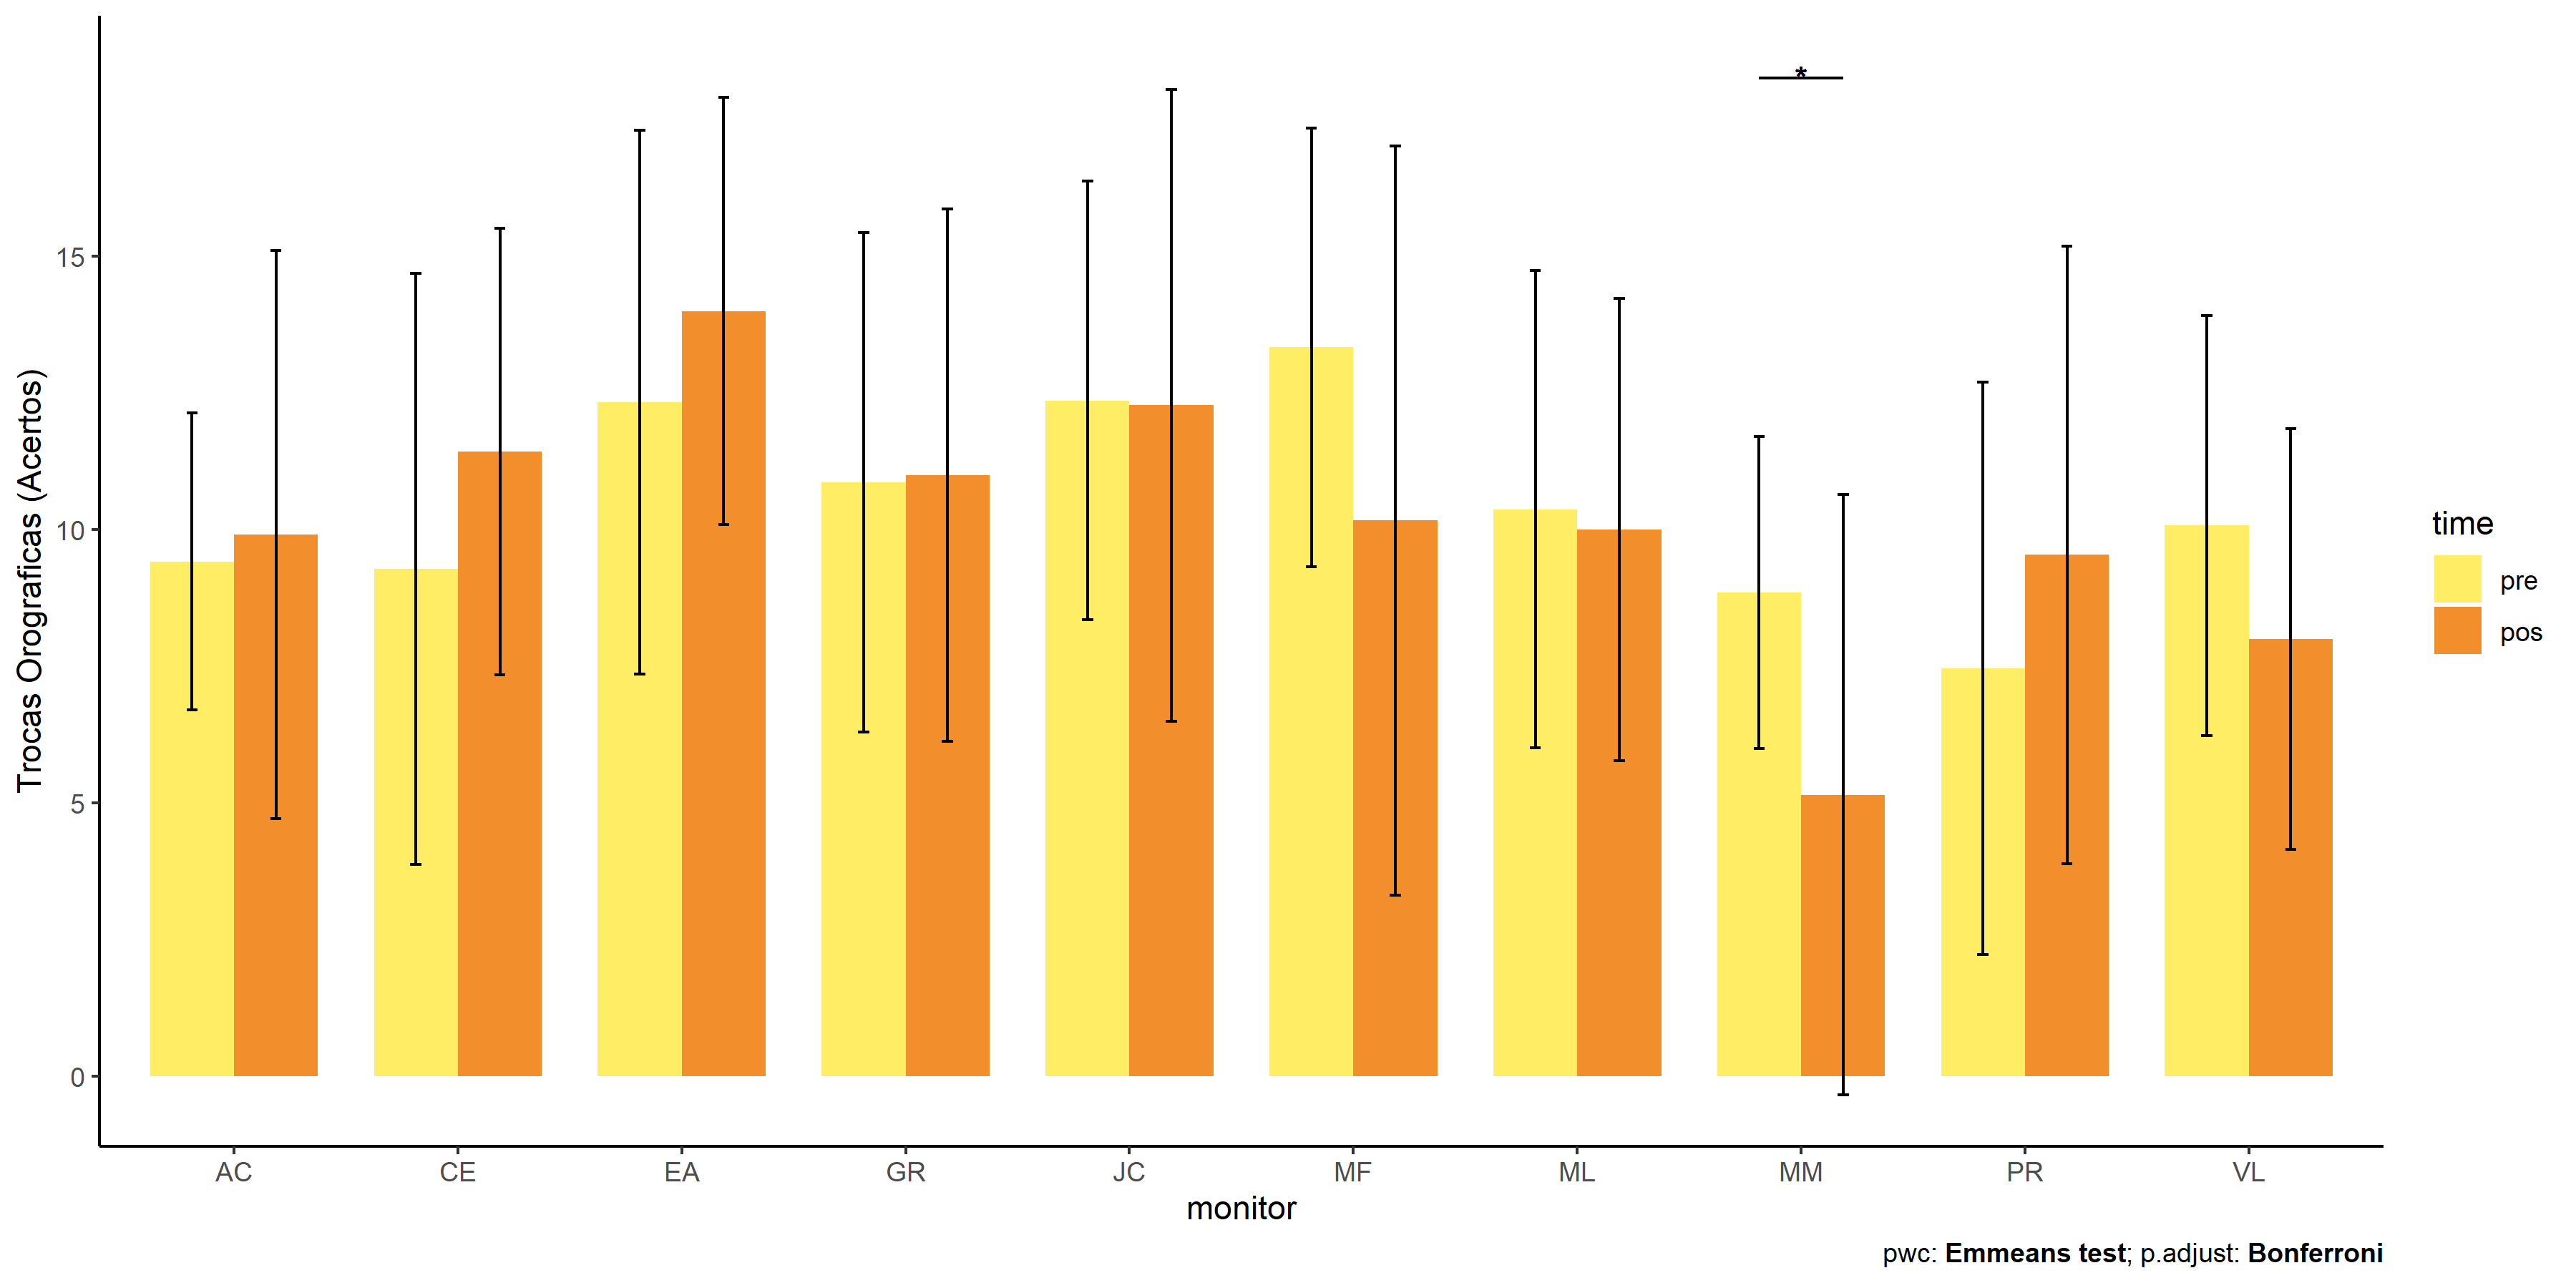 *
Trocas Orograficas (Acertos)
15
10
5
0
AC CE EA GR JC MF ML MM PR VL
monitor
time
pre
pos
pwc: Emmeans test; p.adjust: Bonferroni